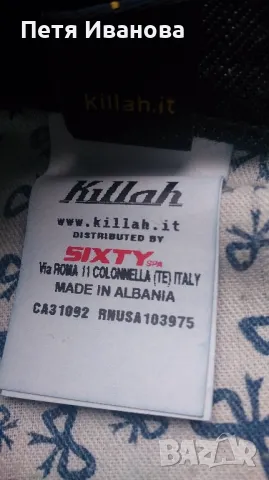 Петя Иванова
killah.it
Killah
www.killah.it
DISTRIBUTED BY
SIXTY SPA
Via ROMA 11 COLONNELLA (TE) ITALY
MADE IN ALBANIA
CA31092 RNUSA103975
BAZAR